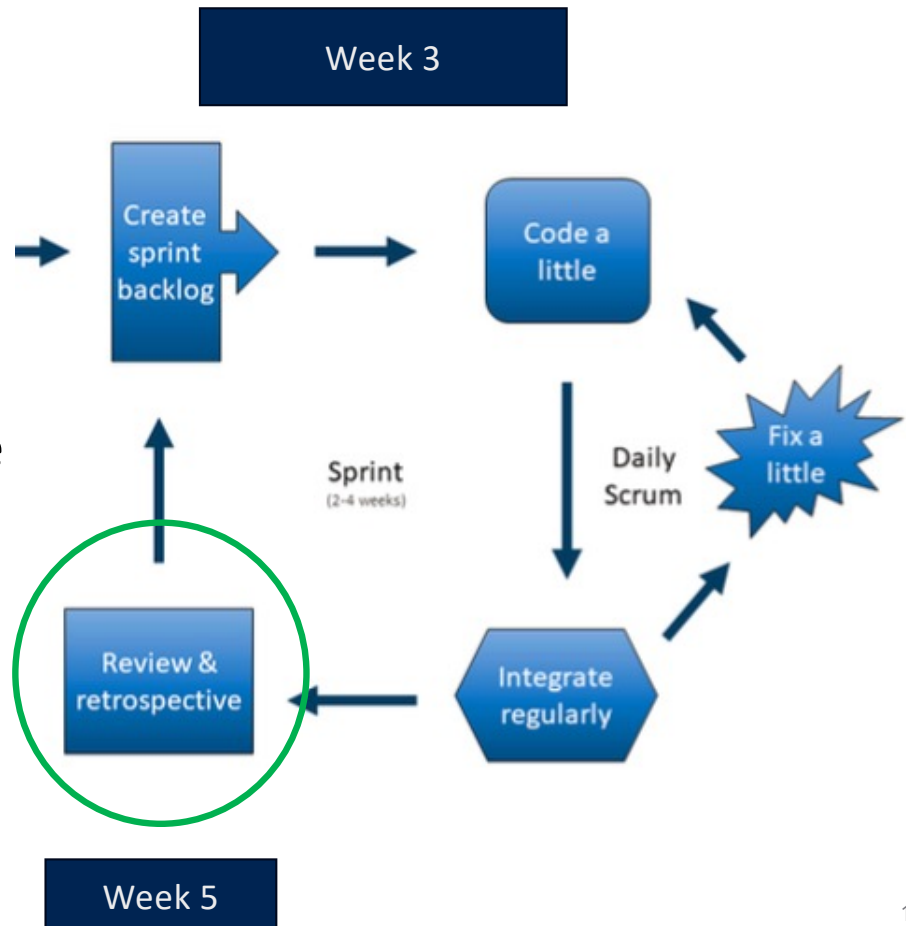 Week 3
Create
sprint
backlog
Code a
little
Fix a
little
Daily
Scrum
Sprint
(2-4 weeks)
Review &
retrospective
Integrate
regularly
Week 5